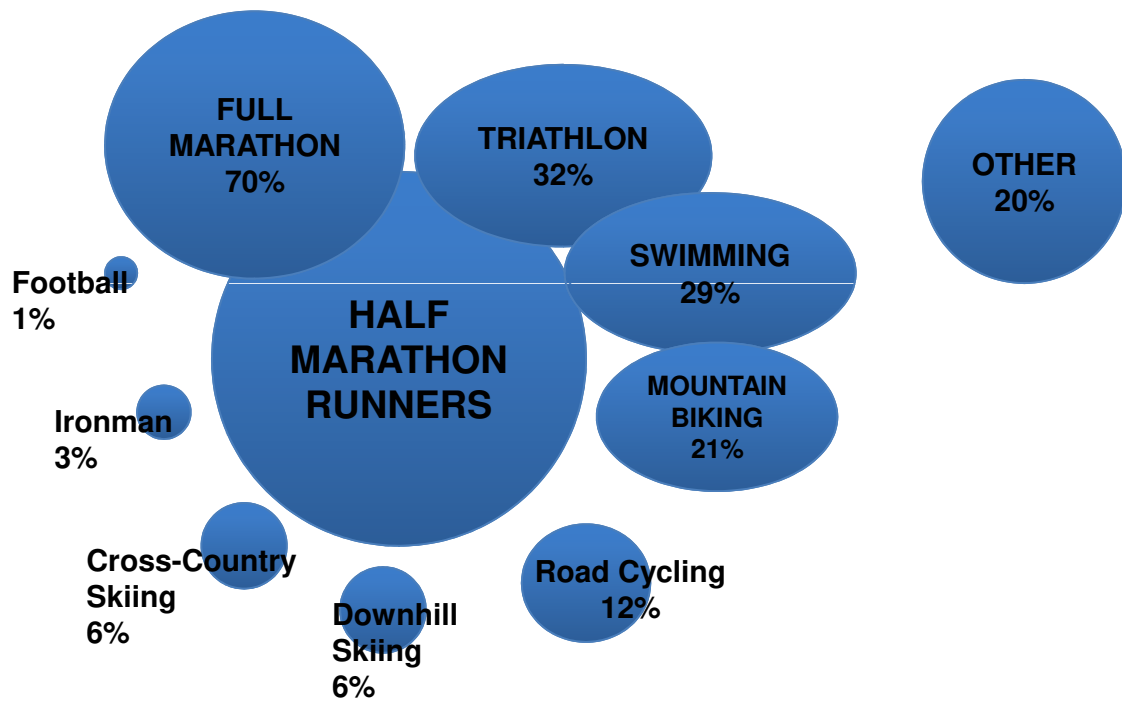 FULL
MARATHON
70%
TRIATHLON
32%
OTHER
20%
SWIMMING
29%
Football
1%
HALF
MARATHON
RUNNERS
MOUNTAIN
BIKING
21%
Ironman
3%
Cross-Country
Skiing
6%
Downhill
Skiing
6%
Road Cycling
12%